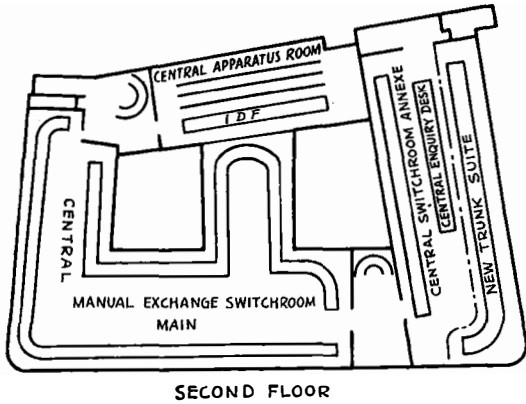 CENTRAL APPARATUS ROOM
IDF
CENTRAL SWITCHROOM ANNEXE
CENTRAL ENQUIRY DESK
NEW TRUNK SUITE
CENTRAL
MANUAL EXCHANGE SWITCHROOM
MAIN
SECOND FLOOR